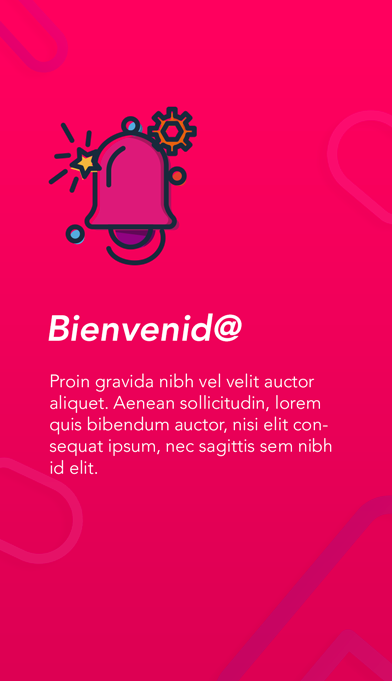 Bienvenid@
Proin gravida nibh vel velit auctor
aliquet. Aenean sollicitudin, lorem
quis bibendum auctor, nisi elit con-
sequat ipsum, nec sagittis sem nibh
id elit.